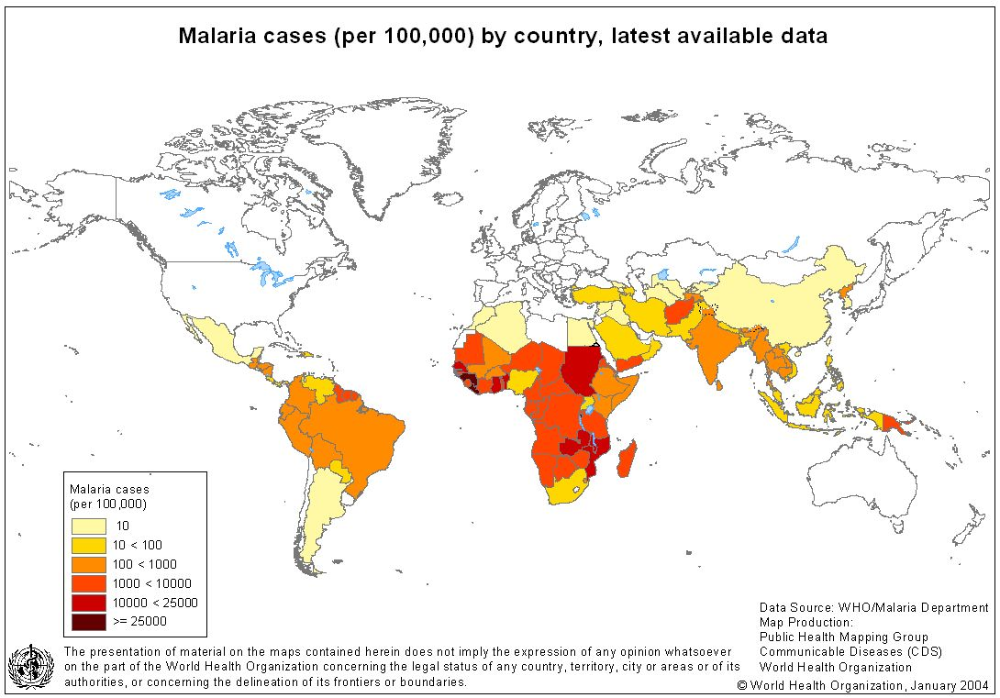 Malaria cases (per 100,000) by country, latest available data
Malaria cases
(per 100,000)
10
10 < 100
100 < 1000
1000 < 10000
10000 < 25000
>= 25000
Data Source: WHO/Malaria Department
Map Production:
Public Health Mapping Group
Communicable Diseases (CDS)
World Health Organization
© World Health Organization, January 2004
The presentation of material on the maps contained herein does not imply the expression of any opinion whatsoever
on the part of the World Health Organization concerning the legal status of any country, territory, city or areas or of its
authorities, or concerning the delineation of its frontiers or boundaries.